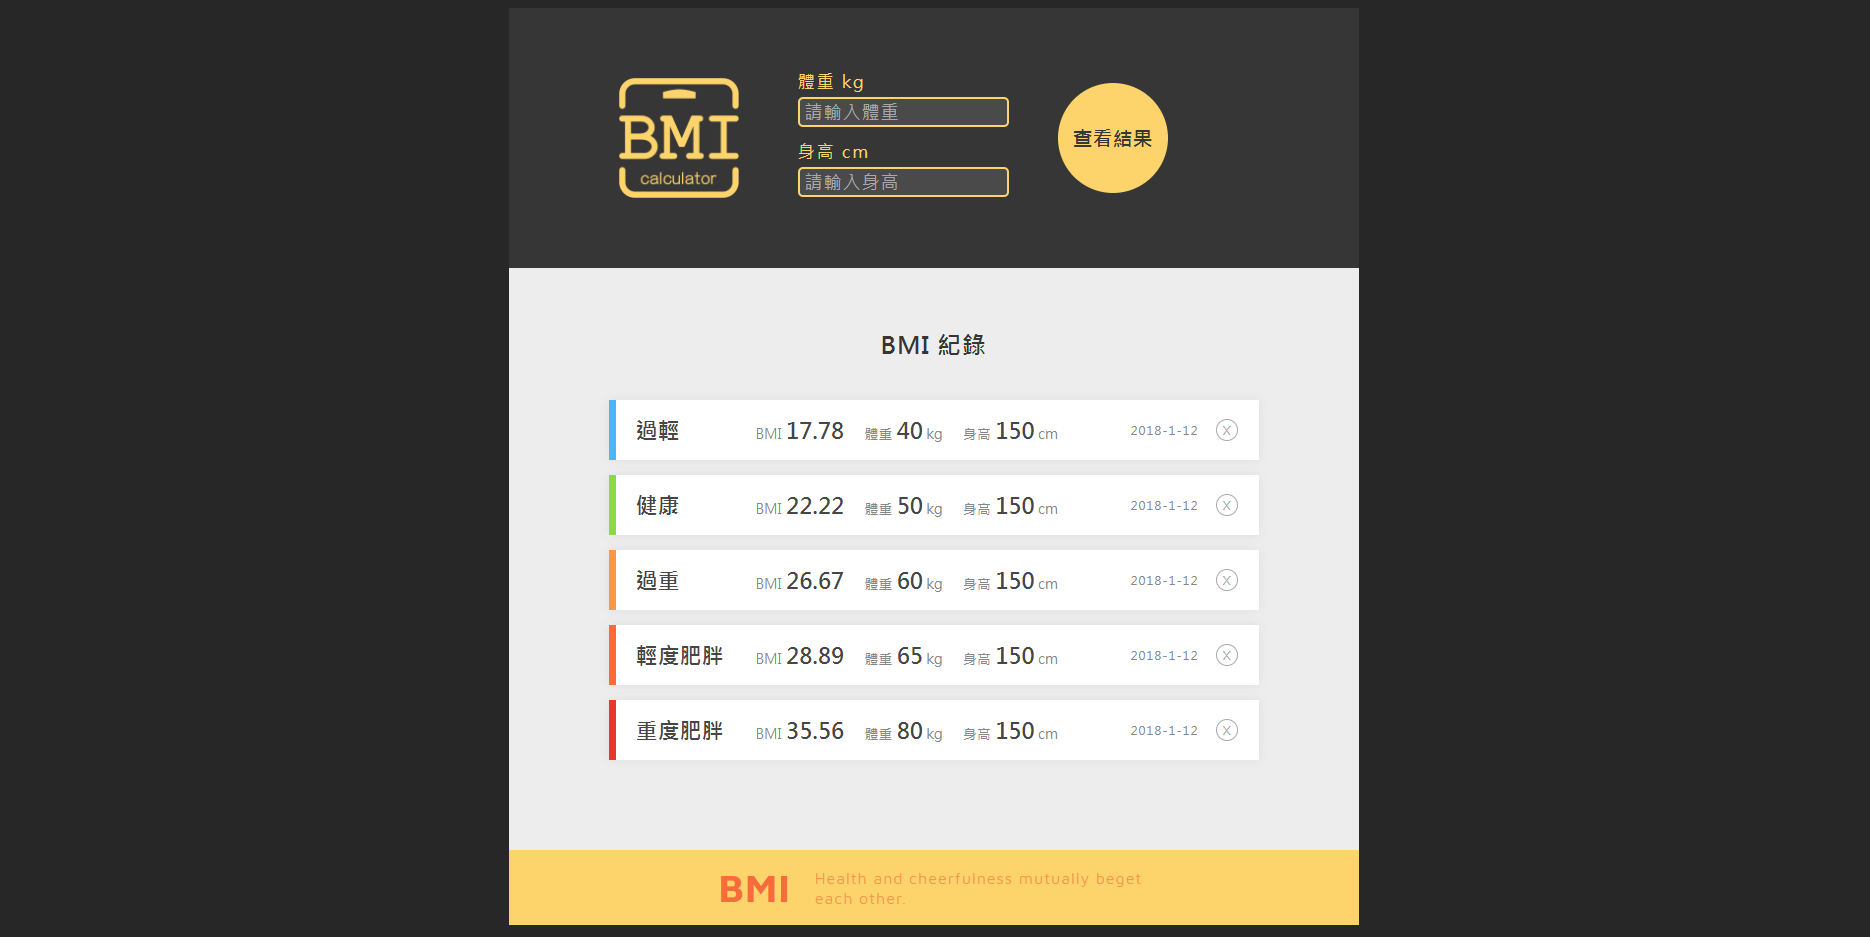 BMI
calculator
體重 kg
請輸入體重
身高 cm
請輸入身高
查看結果
BMI 紀錄
過輕 BMI 17.78 體重 40 kg 身高 150 cm 2018-1-12 X
健康 BMI 22.22 體重 50 kg 身高 150 cm 2018-1-12 X
過重 BMI 26.67 體重 60 kg 身高 150 cm 2018-1-12 X
輕度肥胖 BMI 28.89 體重 65 kg 身高 150 cm 2018-1-12 X
重度肥胖 BMI 35.56 體重 80 kg 身高 150 cm 2018-1-12 X
BMI
Health and cheerfulness mutually beget
each other.